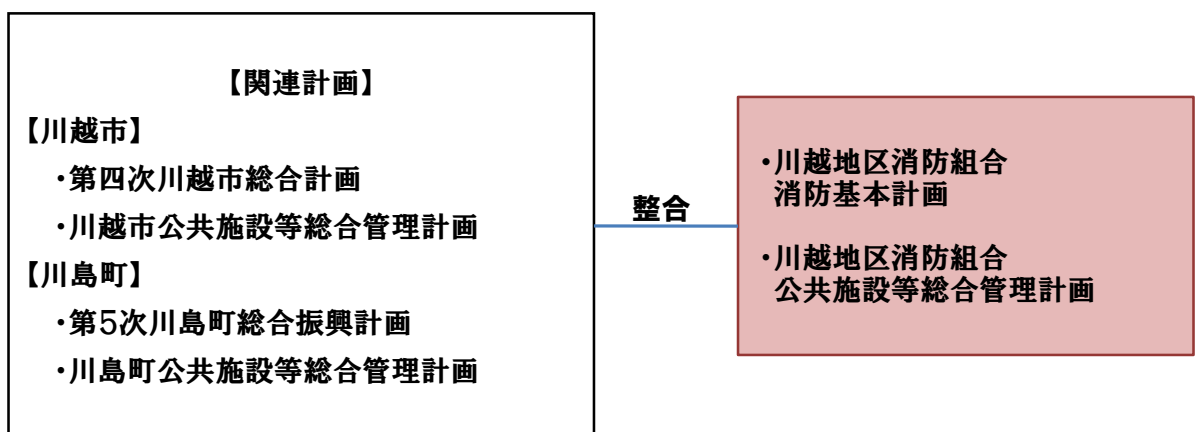 【関連計画】
【川越市】
・第四次川越市総合計画
・川越市公共施設等総合管理計画
【川島町】
・第5次川島町総合振興計画
・川島町公共施設等総合管理計画
整合
・川越地区消防組合
消防基本計画
・川越地区消防組合
公共施設等総合管理計画